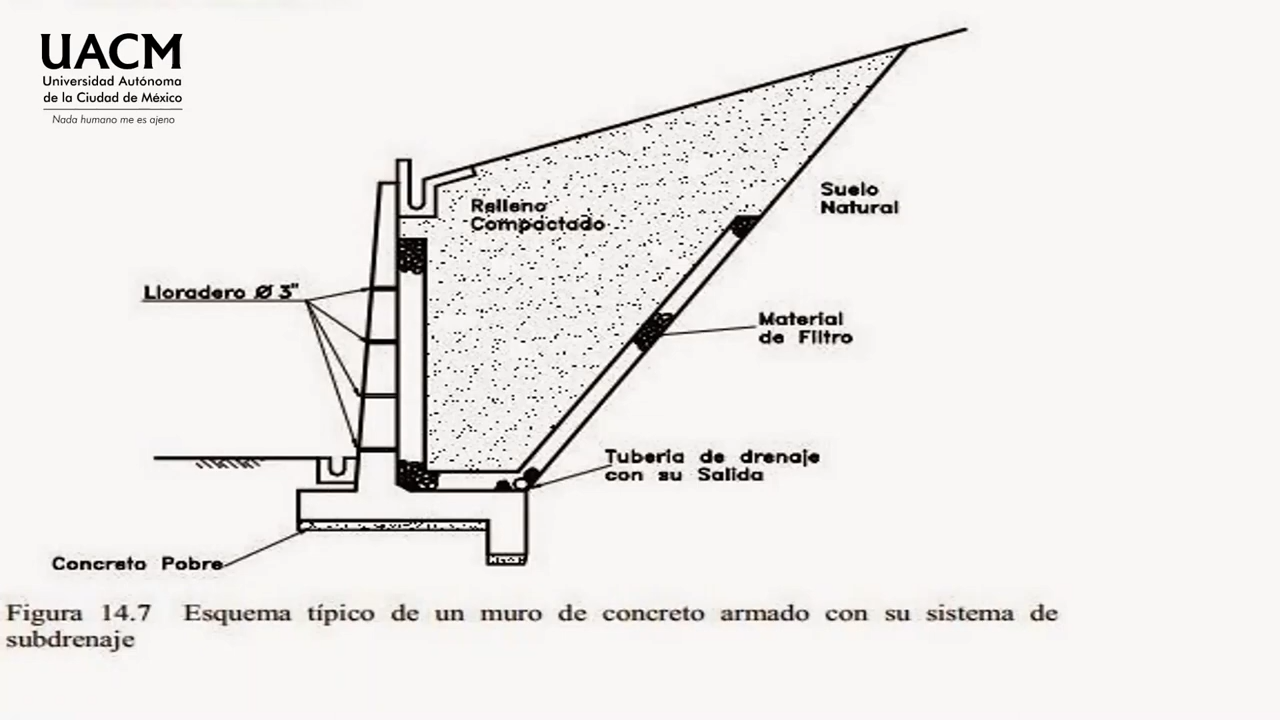 UACM
Universidad Autónoma
de la Ciudad de México
Nada humano me es ajeno
Suelo
Natural
Relleno
Compactado
Lloradero Ø 3"
Material
de Filtro
Tuberia de drenaje
con su Salida
Concreto Pobre
Figura 14.7 Esquema típico de un muro de concreto armado con su sistema de
subdrenaje